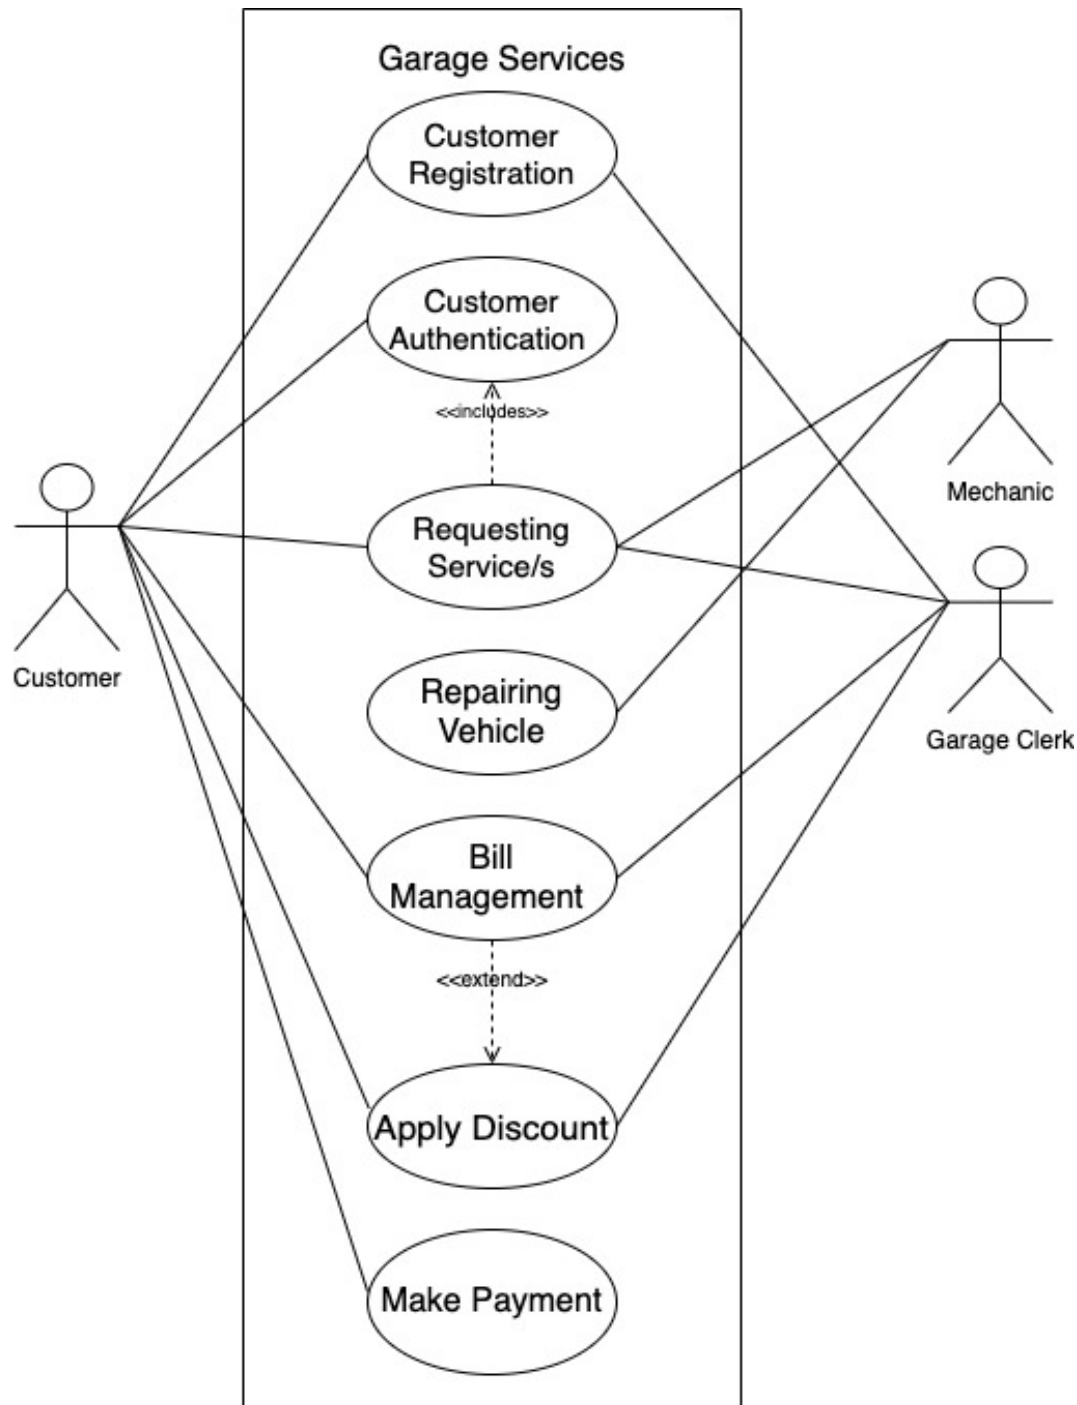 Garage Services
Customer
Registration
Customer
Authentication
<<includes>>
Mechanic
Requesting
Service/s
Customer
Repairing
Vehicle
Garage Clerk
Bill
Management
<<extend>>
Apply Discount
Make Payment